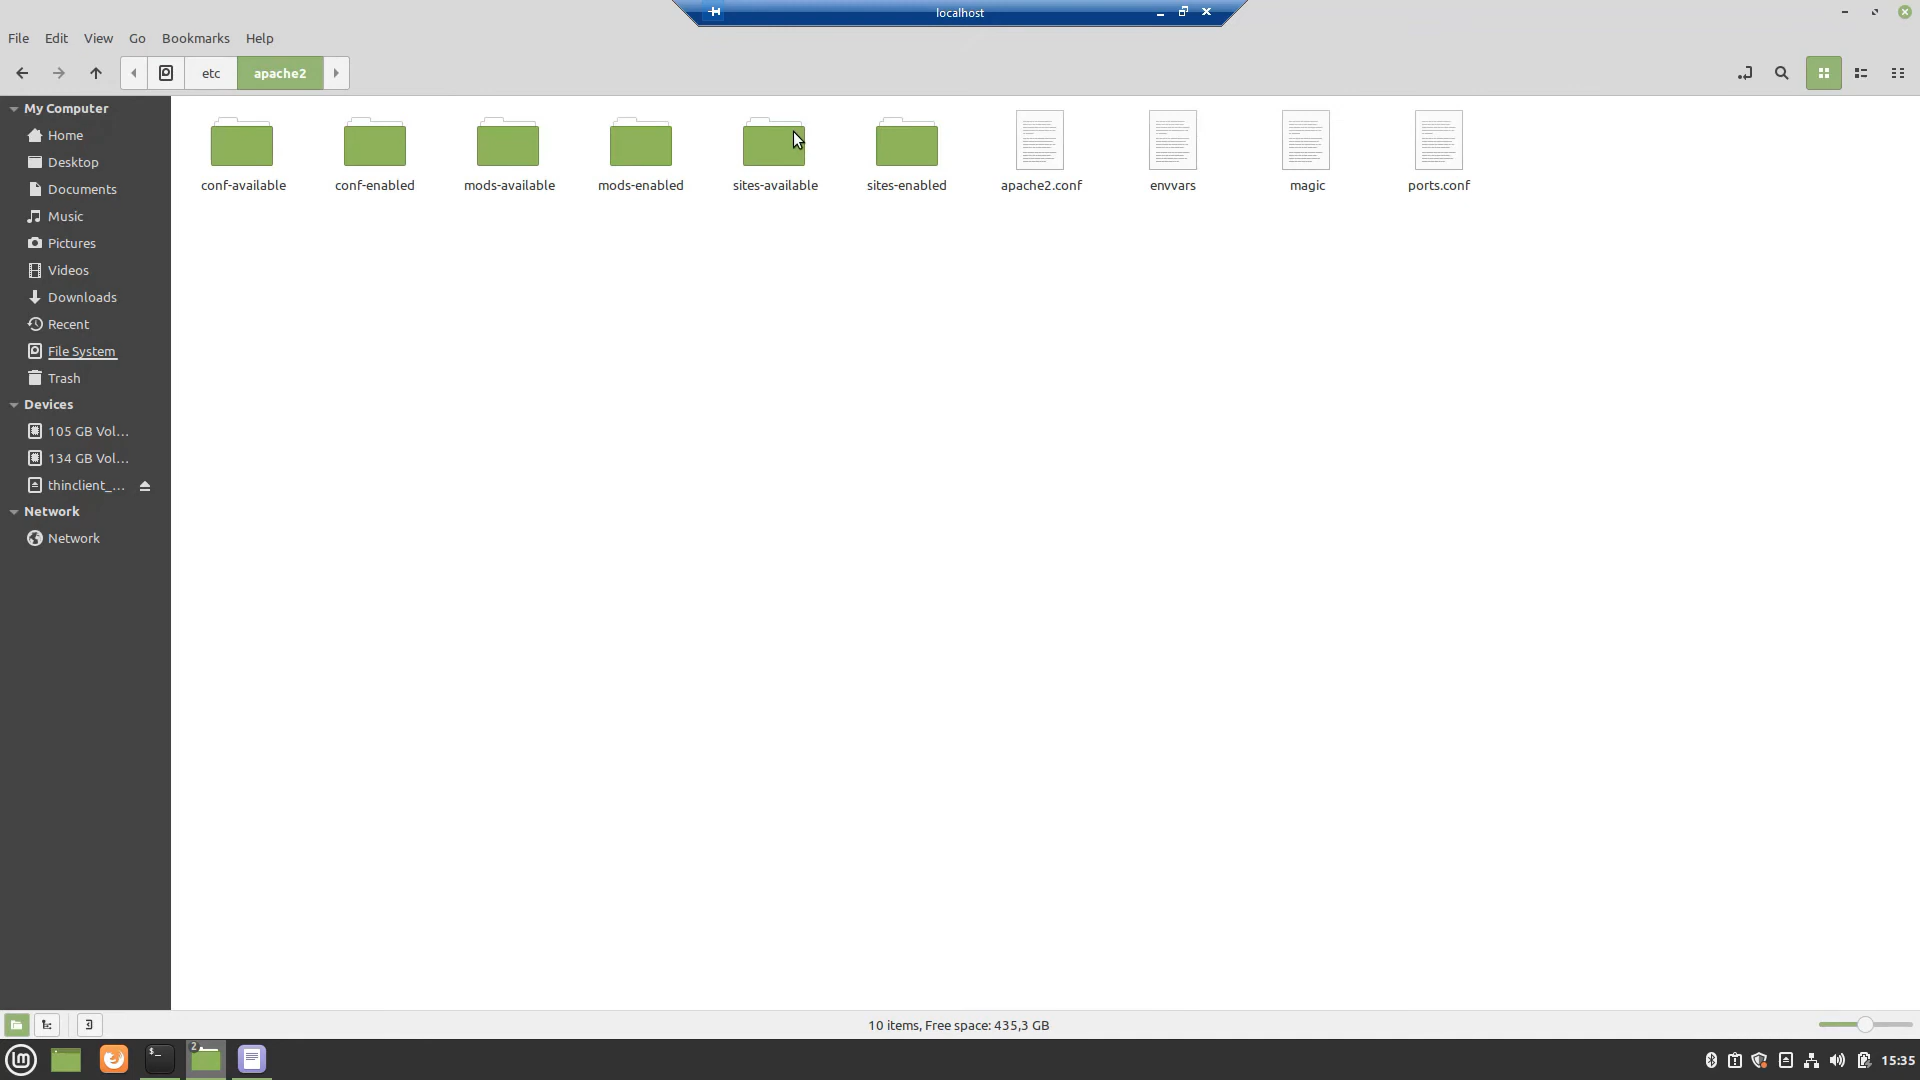 localhost
File Edit View Go Bookmarks Help
etc apache2
My Computer
Home
Desktop
Documents
Music
Pictures
Videos
Downloads
Recent
File System
Trash
Devices
105 GB Vol...
134 GB Vol...
thinclient_...
Network
Network
conf-available conf-enabled mods-available mods-enabled sites-available sites-enabled apache2.conf envvars magic ports.conf
10 items, Free space: 435,3 GB
2
15:35